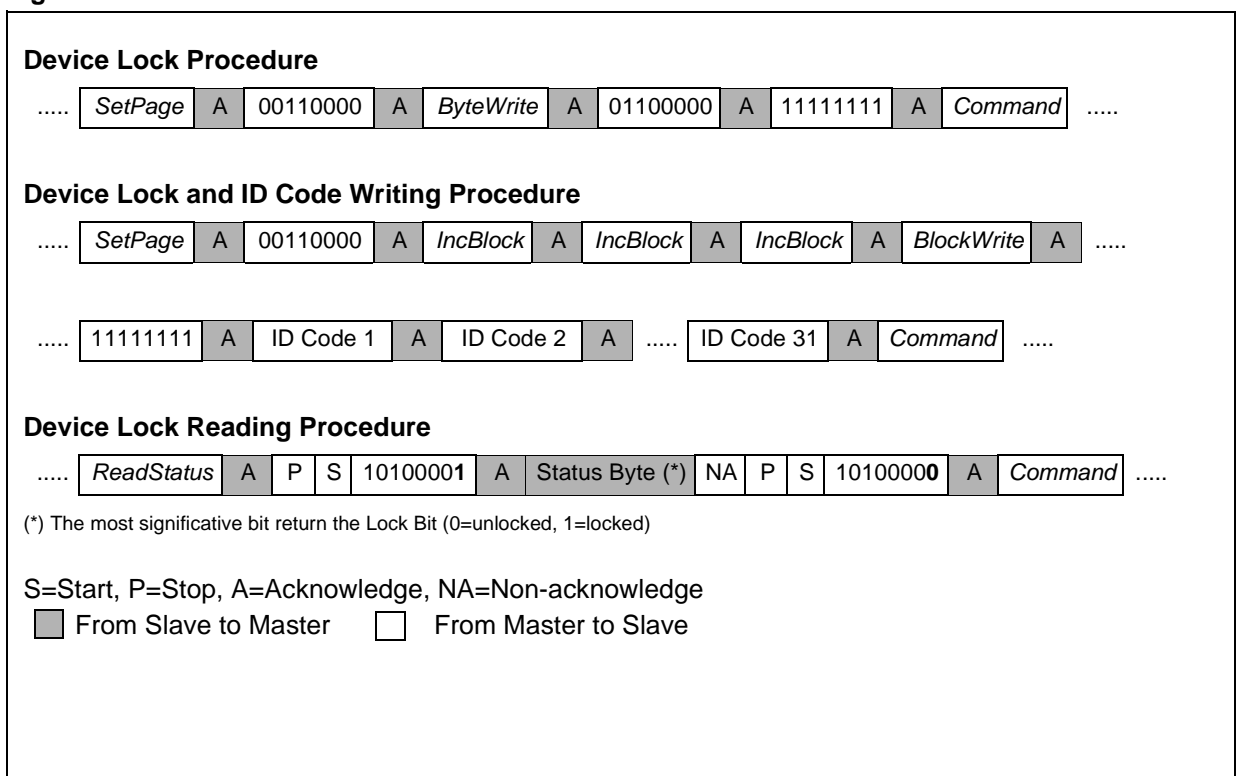 Device Lock Procedure
..... SetPage A 00110000 A ByteWrite A 01100000 A 11111111 A Command .....
Device Lock and ID Code Writing Procedure
..... SetPage A 00110000 A IncBlock A IncBlock A IncBlock A BlockWrite A .....
..... 11111111 A ID Code 1 A ID Code 2 A ..... ID Code 31 A Command .....
Device Lock Reading Procedure
..... ReadStatus A P S 10100001 A Status Byte (*) NA P S 10100000 A Command .....
(*) The most significative bit return the Lock Bit (0=unlocked, 1=locked)
S=Start, P=Stop, A=Acknowledge, NA=Non-acknowledge
From Slave to Master From Master to Slave